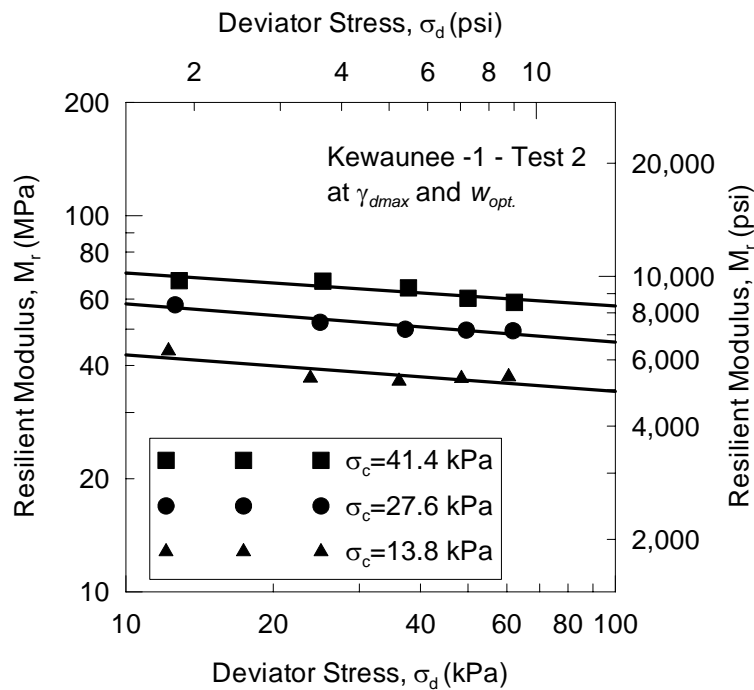 Deviator Stress, σd (psi)
2 4 6 8 10
200
100
80
60
40
20
10
Resilient Modulus, Mr (MPa)
Kewaunee -1 - Test 2
at γdmax and wopt.
20,000
10,000
8,000
6,000
4,000
2,000
Resilient Modulus, Mr (psi)
σc=41.4 kPa
σc=27.6 kPa
σc=13.8 kPa
10 20 40 60 80 100
Deviator Stress, σd (kPa)